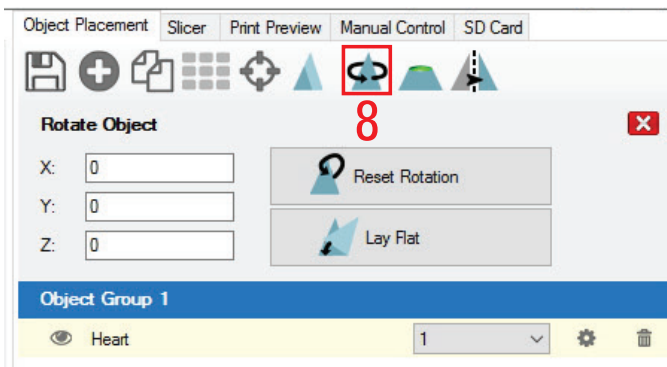 Object Placement Slicer Print Preview Manual Control SD Card
8
Rotate Object
X: 0 Reset Rotation
Y: 0
Z: 0 Lay Flat
Object Group 1
Heart 1